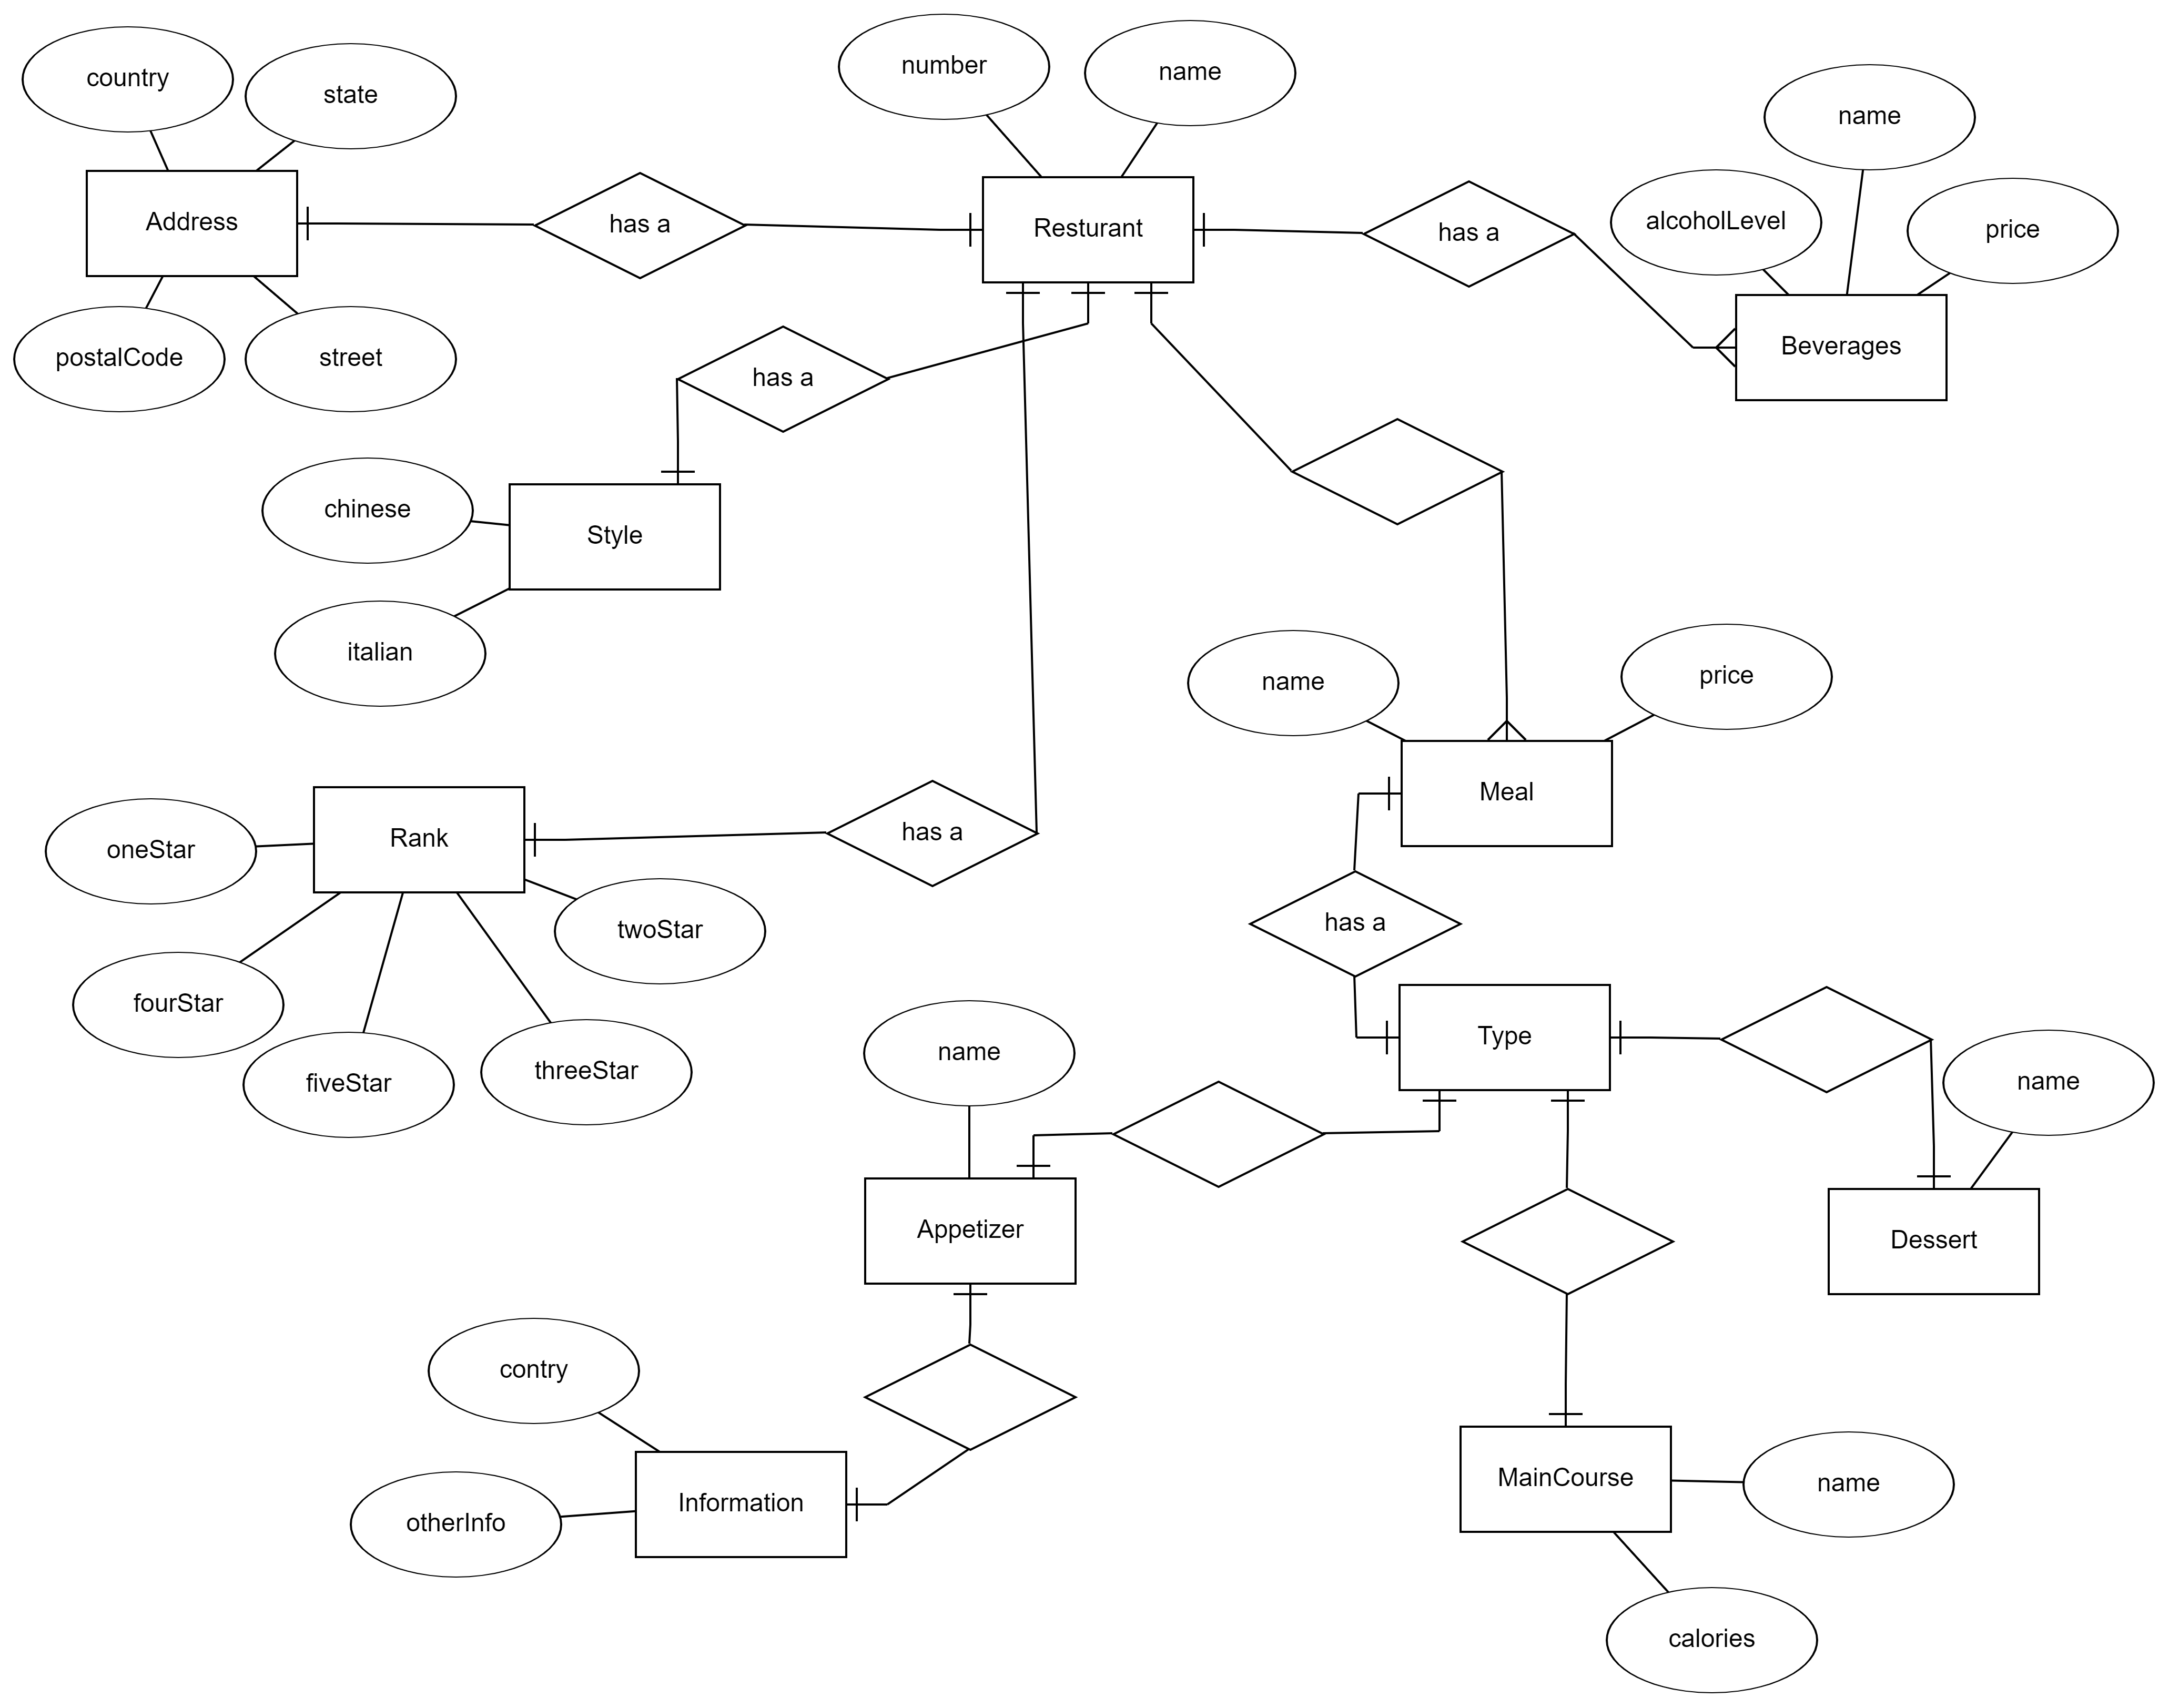 number
name
country
state
name
alcoholLevel
price
Address
has a
Resturant
has a
postalCode
street
has a
Beverages
chinese
Style
italian
name
price
Meal
Rank
has a
oneStar
twoStar
has a
fourStar
fiveStar
threeStar
name
Type
name
Appetizer
Dessert
contry
Information
otherInfo
MainCourse
name
calories